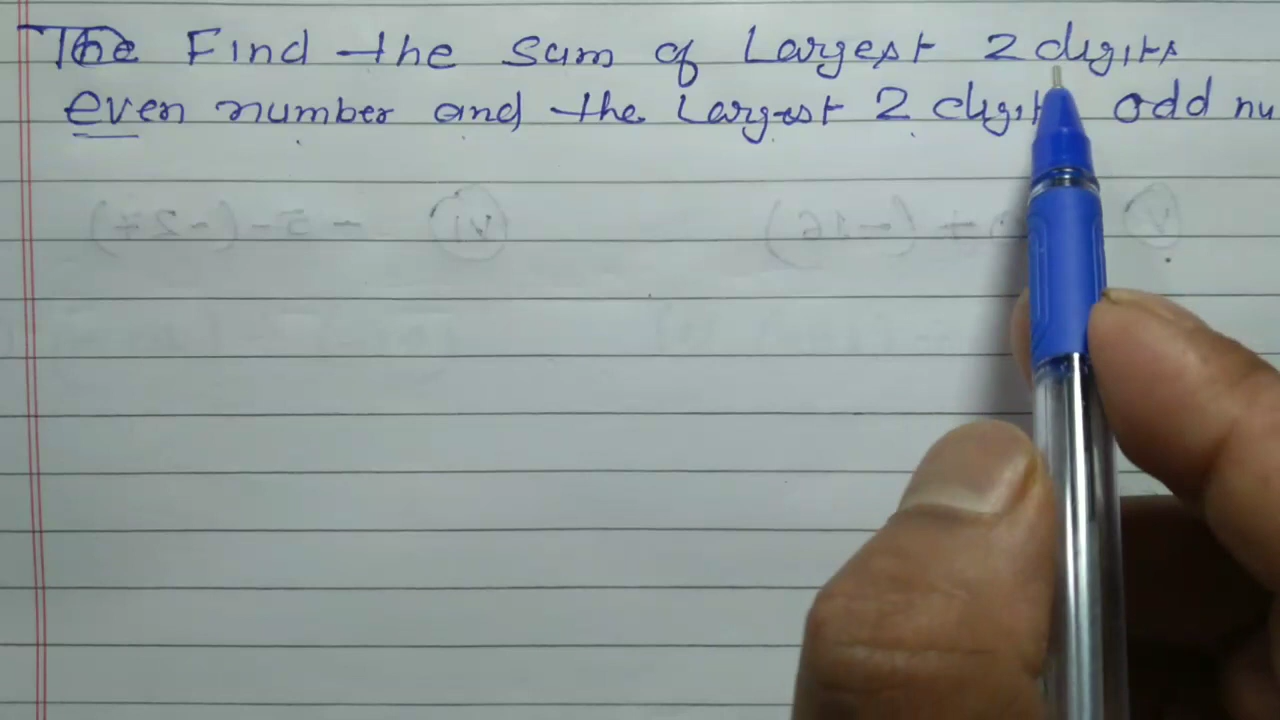 The Find the sum of Largest 2 digits
even number and the Largest 2 digit odd nu